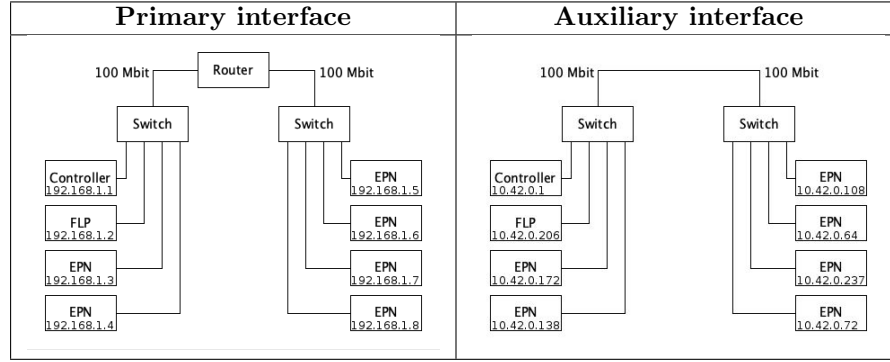 Primary interface
Auxiliary interface
Router
100 Mbit
100 Mbit
Switch
Switch
Controller
192.168.1.1
FLP
192.168.1.2
EPN
192.168.1.3
EPN
192.168.1.4
EPN
192.168.1.5
EPN
192.168.1.6
EPN
192.168.1.7
EPN
192.168.1.8
100 Mbit
100 Mbit
Switch
Switch
Controller
10.42.0.1
FLP
10.42.0.206
EPN
10.42.0.172
EPN
10.42.0.138
EPN
10.42.0.108
EPN
10.42.0.64
EPN
10.42.0.237
EPN
10.42.0.72